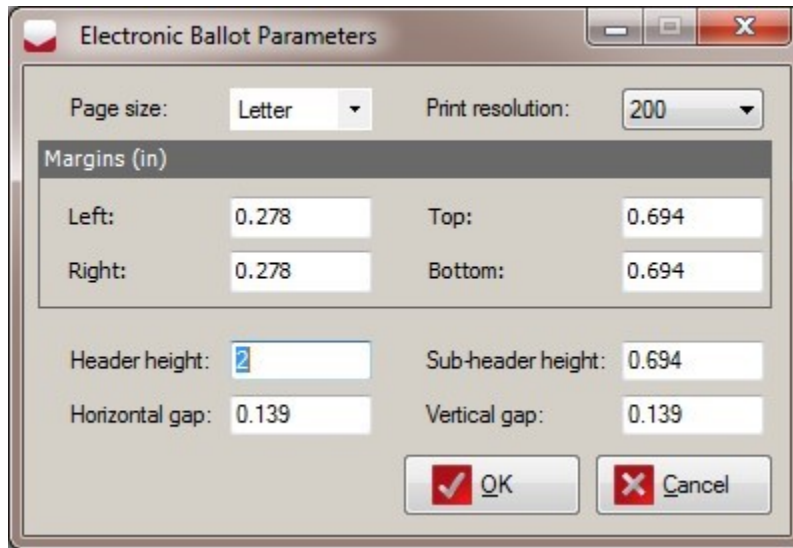 Electronic Ballot Parameters
Page size: Letter Print resolution: 200
Margins (in)
Left: 0.278 Top: 0.694
Right: 0.278 Bottom: 0.694
Header height: 2 Sub-header height: 0.694
Horizontal gap: 0.139 Vertical gap: 0.139
OK Cancel